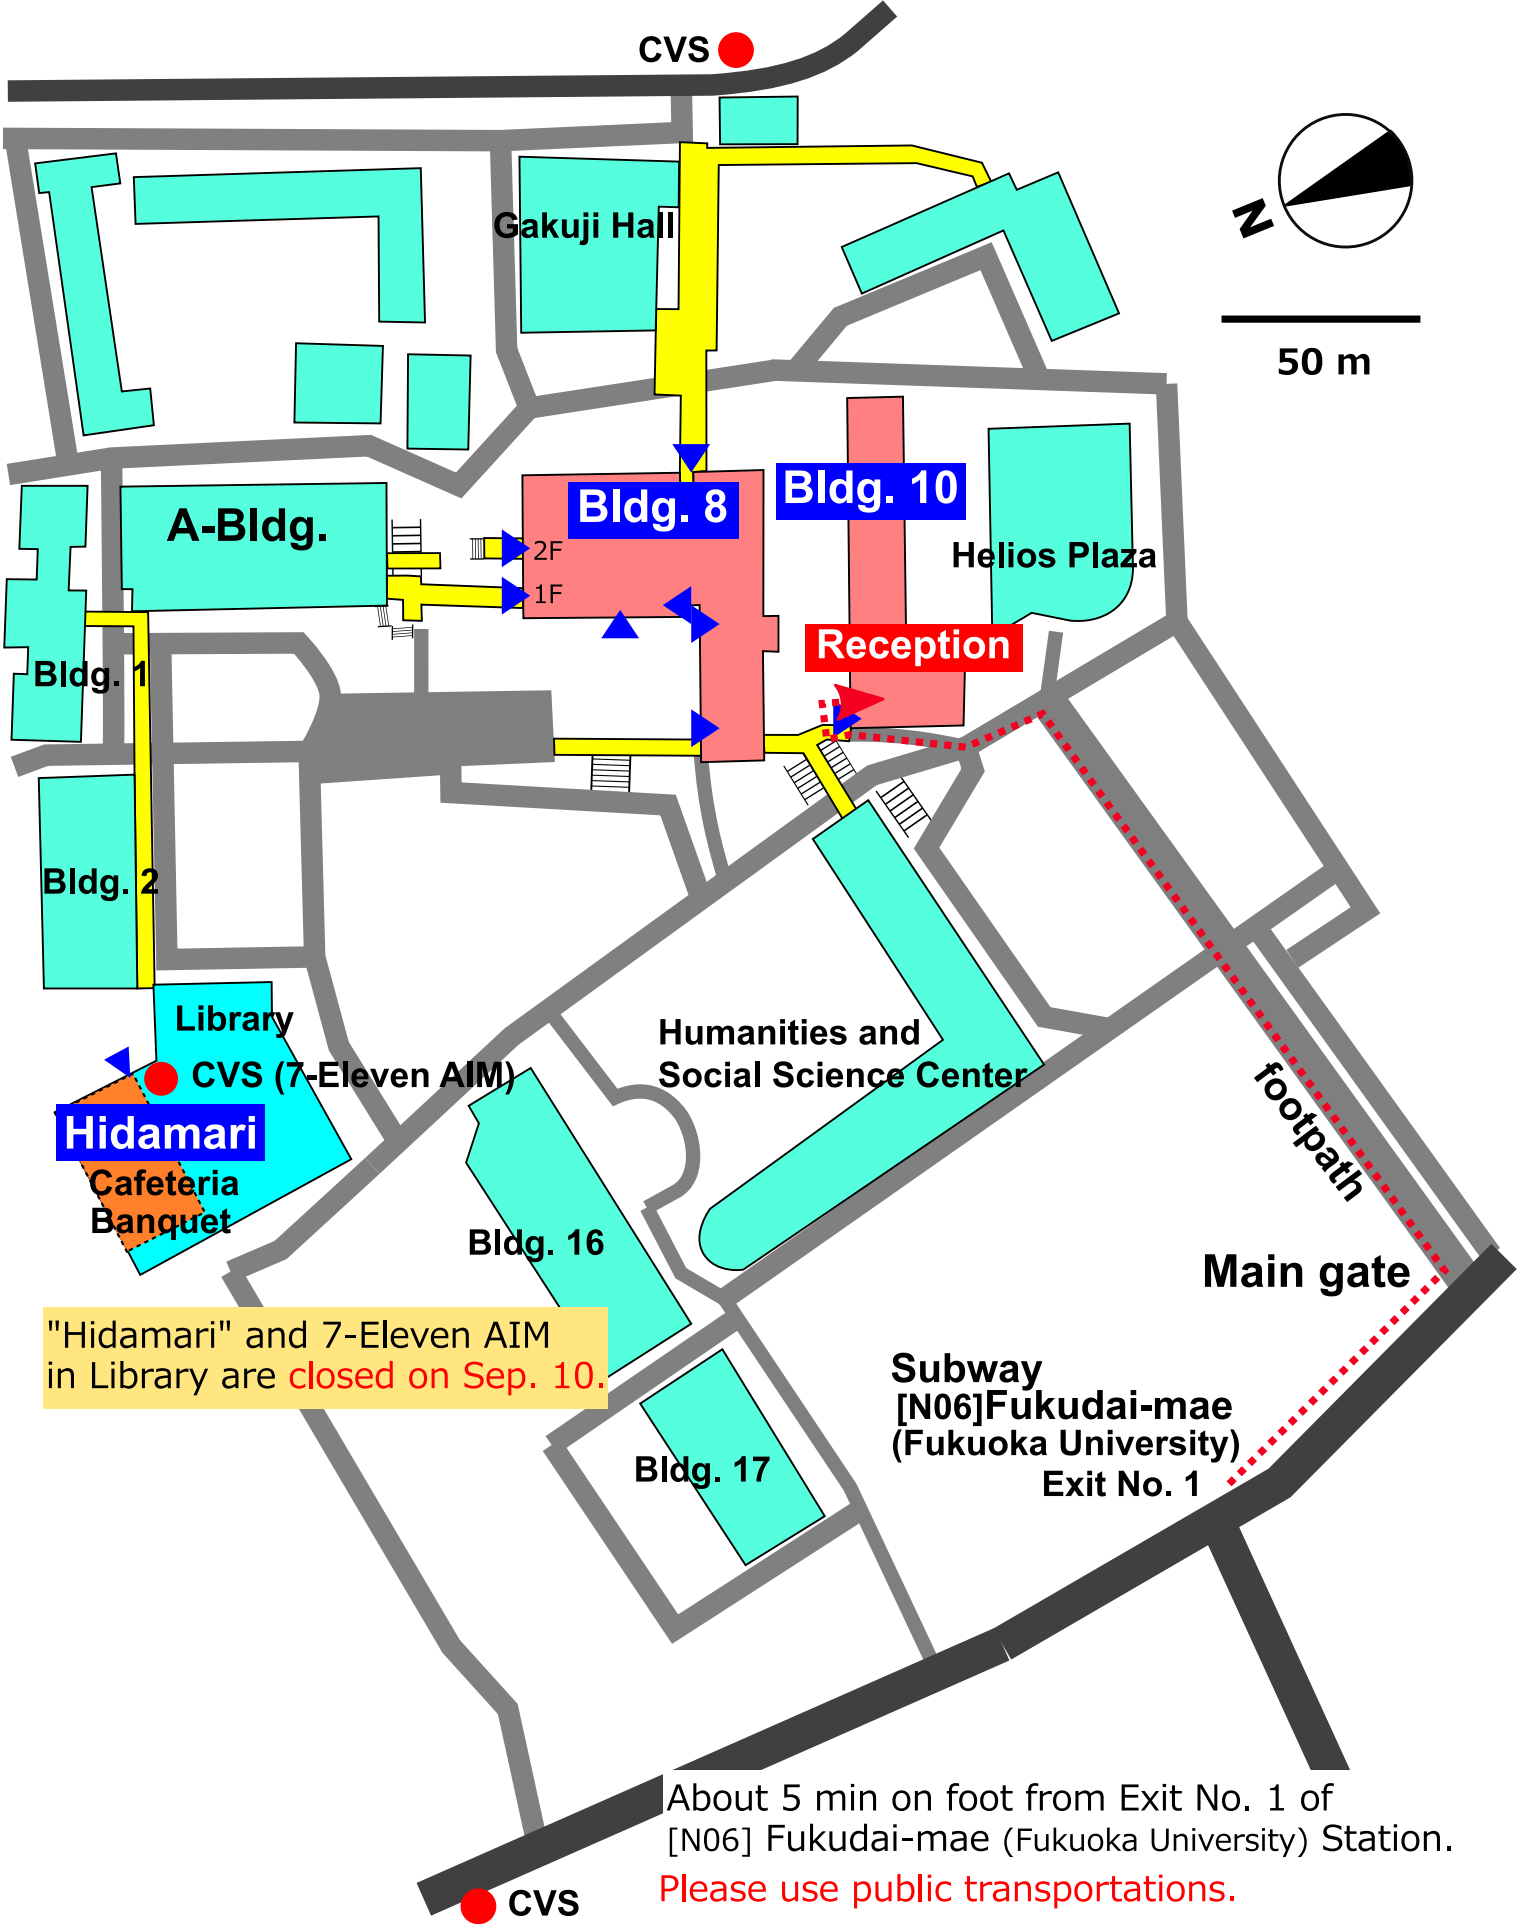 CVS
Gakuji Hall
N
50 m
A-Bldg.
Bldg. 8
Bldg. 10
2F
1F
Helios Plaza
Reception
Bldg. 1
Bldg. 2
Library
CVS (7-Eleven AIM)
Hidamari
Cafeteria
Banquet
Humanities and
Social Science Center
footpath
Bldg. 16
Main gate
"Hidamari" and 7-Eleven AIM
in Library are closed on Sep. 10.
Subway
[N06]Fukudai-mae
(Fukuoka University)
Exit No. 1
Bldg. 17
About 5 min on foot from Exit No. 1 of
[N06] Fukudai-mae (Fukuoka University) Station.
Please use public transportations.
CVS